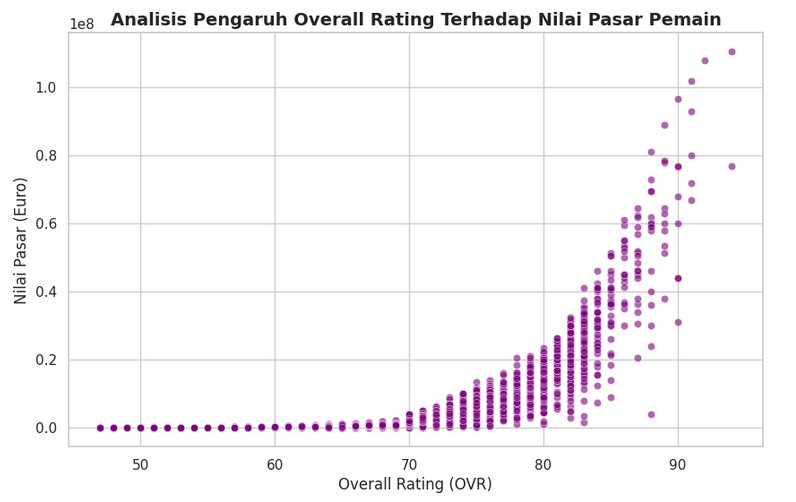 Analisis Pengaruh Overall Rating Terhadap Nilai Pasar Pemain
1e8
1.0
0.8
0.6
0.4
0.2
0.0
Nilai Pasar (Euro)
50 60 70 80 90
Overall Rating (OVR)